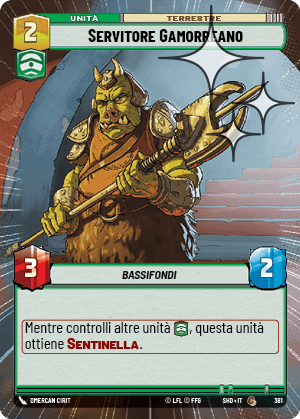 UNITÀ
TERRESTRE
2
SERVITORE GAMORREANO
3
BASSIFONDI
2
Mentre controlli altre unità , questa unità
ottiene SENTINELLA.
OMERCAN CIRIT
© LFL © FFG
SHD • IT
381